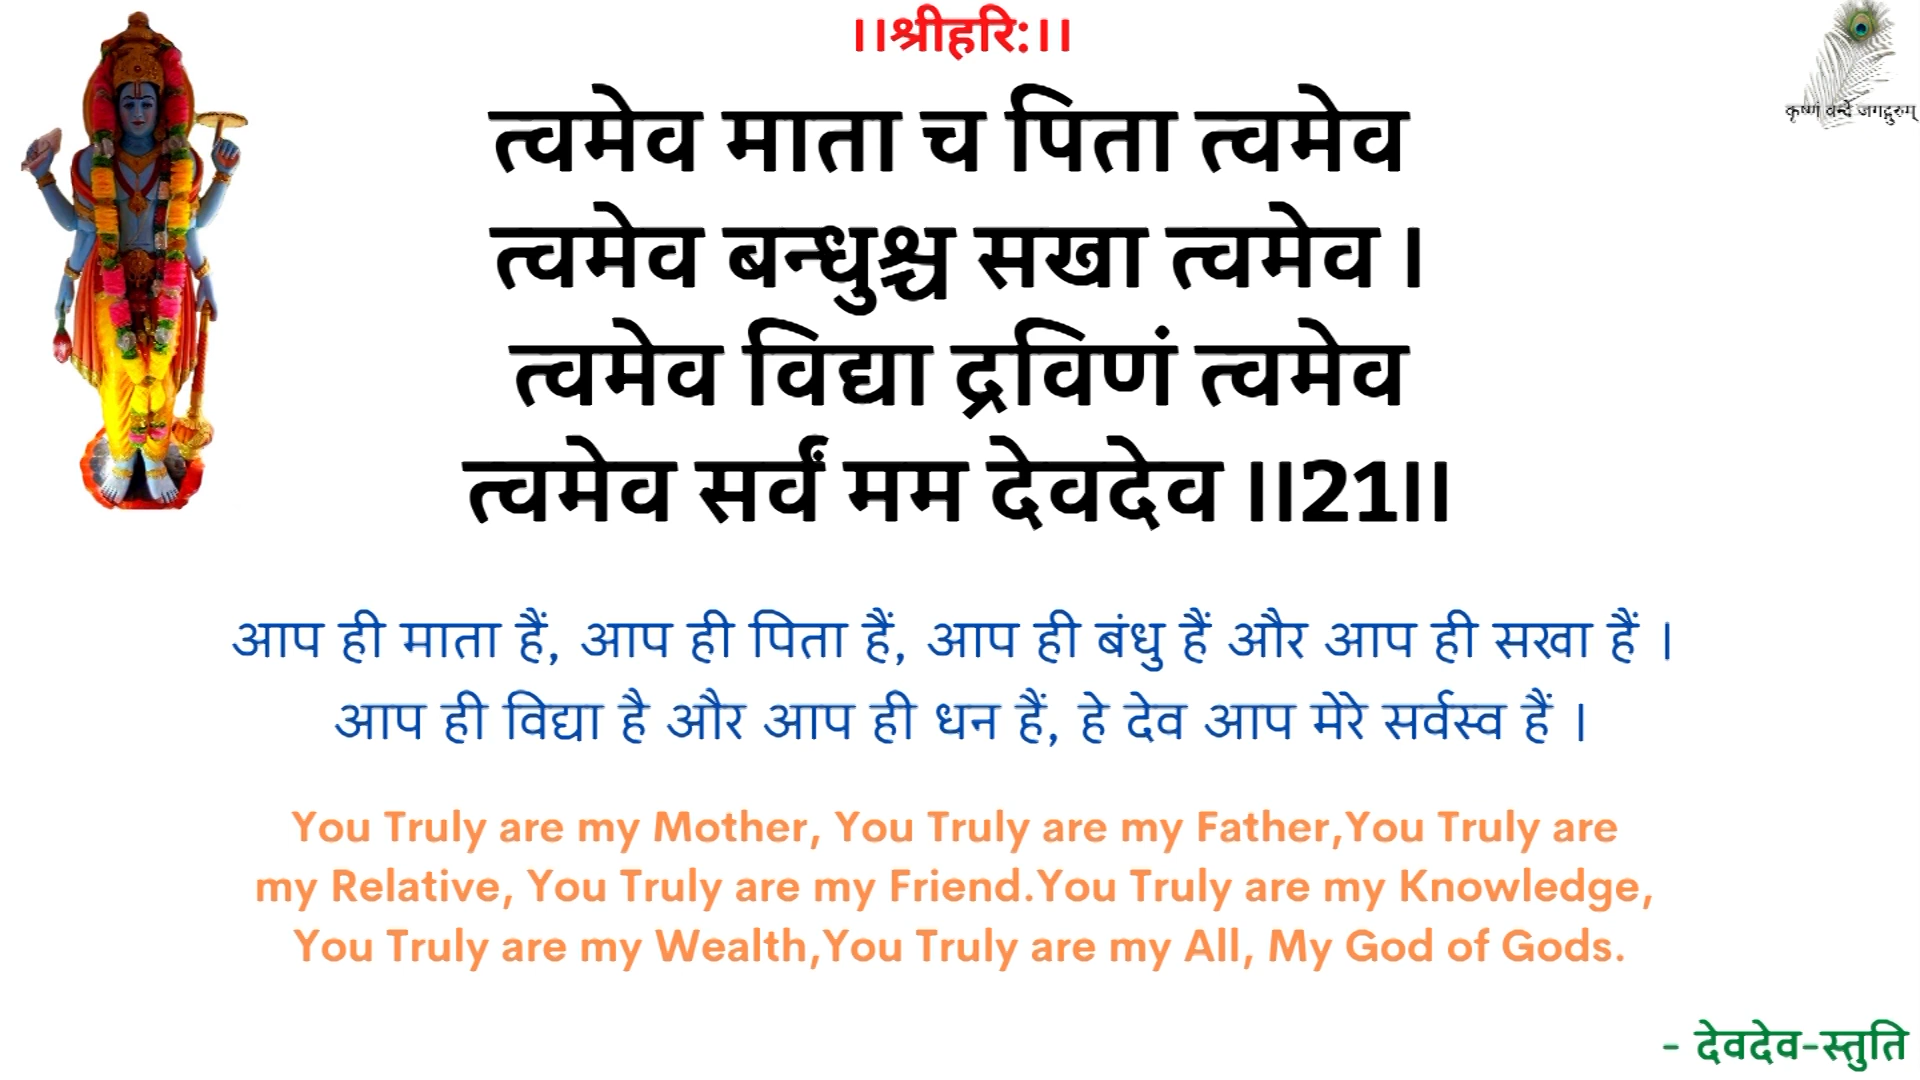 ।।श्रीहरि:।।
कृष्णं वन्दे जगद्गुरुम्
त्वमेव माता च पिता त्वमेव
त्वमेव बन्धुश्च सखा त्वमेव ।
त्वमेव विद्या द्रविणं त्वमेव
त्वमेव सर्वं मम देवदेव ।।21।।
आप ही माता हैं, आप ही पिता हैं, आप ही बंधु हैं और आप ही सखा हैं ।
आप ही विद्या है और आप ही धन हैं, हे देव आप मेरे सर्वस्व हैं ।
You Truly are my Mother, You Truly are my Father,You Truly are
my Relative, You Truly are my Friend.You Truly are my Knowledge,
You Truly are my Wealth,You Truly are my All, My God of Gods.
- देवदेव-स्तुति